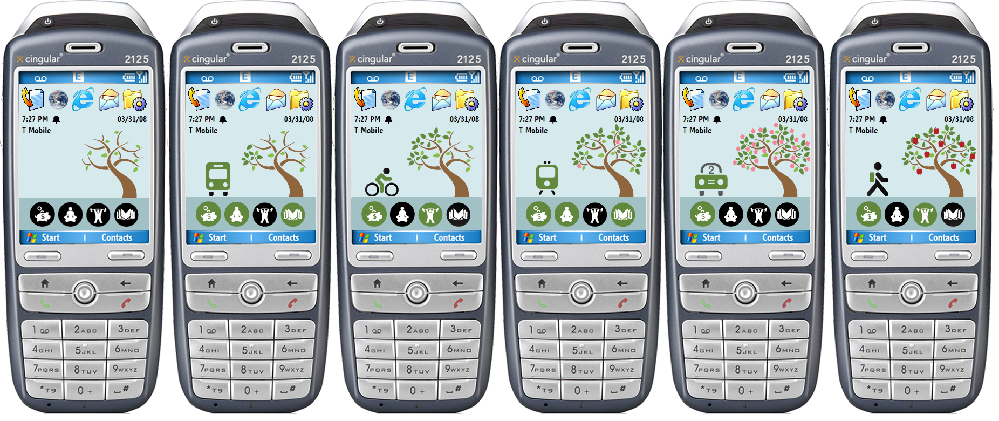 cingular® 2125
E
7:27 PM 03/31/08
T-Mobile
$
Start Contacts
1 2ABC 3DEF
4GHI 5JKL 6MNO
7PQRS 8TUV 9WXYZ
*T9 0+ #
cingular® 2125
E
7:27 PM 03/31/08
T-Mobile
$
Start Contacts
1 2ABC 3DEF
4GHI 5JKL 6MNO
7PQRS 8TUV 9WXYZ
*T9 0+ #
cingular® 2125
E
7:27 PM 03/31/08
T-Mobile
$
Start Contacts
1 2ABC 3DEF
4GHI 5JKL 6MNO
7PQRS 8TUV 9WXYZ
*T9 0+ #
cingular® 2125
E
7:27 PM 03/31/08
T-Mobile
$
Start Contacts
1 2ABC 3DEF
4GHI 5JKL 6MNO
7PQRS 8TUV 9WXYZ
*T9 0+ #
cingular® 2125
E
7:27 PM 03/31/08
T-Mobile
2
$
Start Contacts
1 2ABC 3DEF
4GHI 5JKL 6MNO
7PQRS 8TUV 9WXYZ
*T9 0+ #
cingular® 2125
E
7:27 PM 03/31/08
T-Mobile
$
Start Contacts
1 2ABC 3DEF
4GHI 5JKL 6MNO
7PQRS 8TUV 9WXYZ
*T9 0+ #